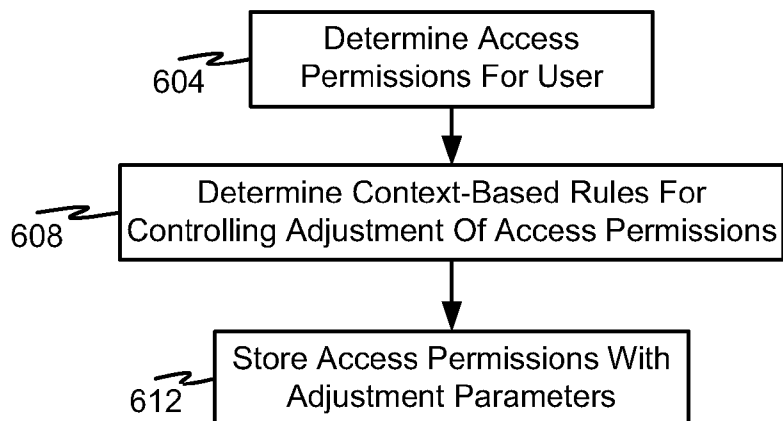 Determine Access
Permissions For User
604
Determine Context-Based Rules For
Controlling Adjustment Of Access Permissions
608
Store Access Permissions With
Adjustment Parameters
612